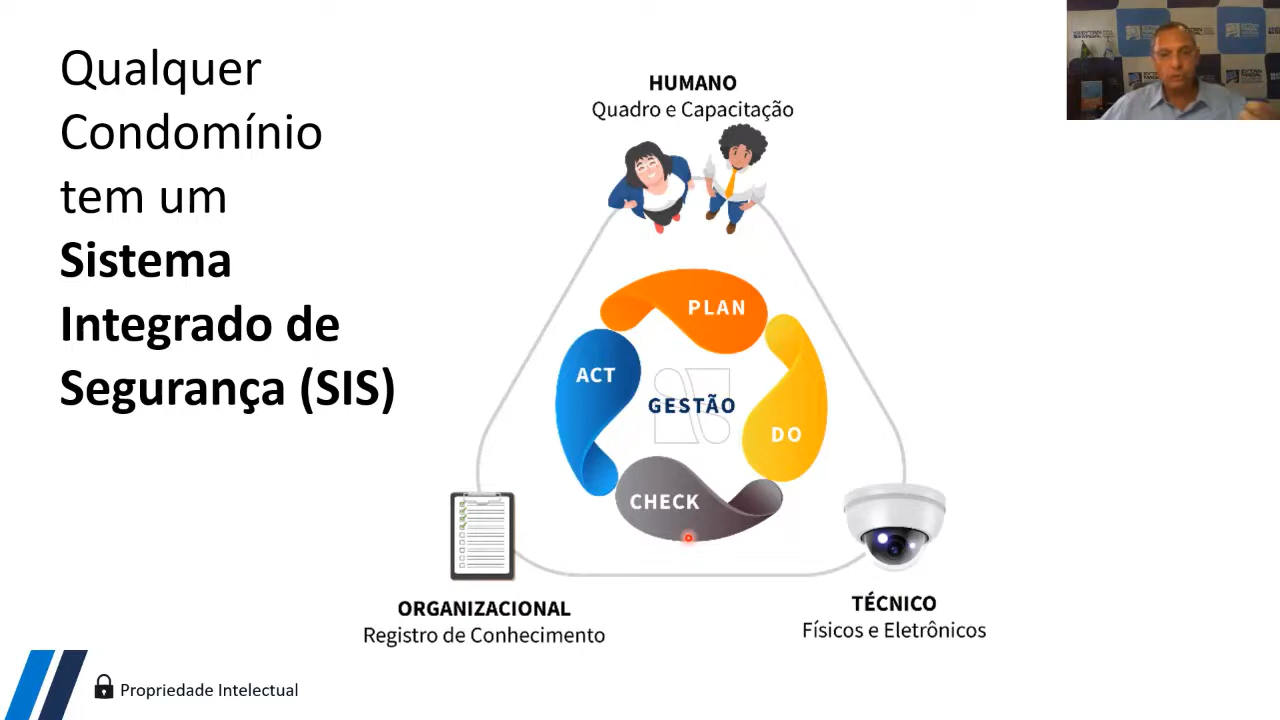 Qualquer
Condomínio
tem um
Sistema
Integrado de
Segurança (SIS)
HUMANO
Quadro e Capacitação
PLAN
ACT
GESTÃO
DO
CHECK
ORGANIZACIONAL
Registro de Conhecimento
TÉCNICO
Físicos e Eletrônicos
Propriedade Intelectual